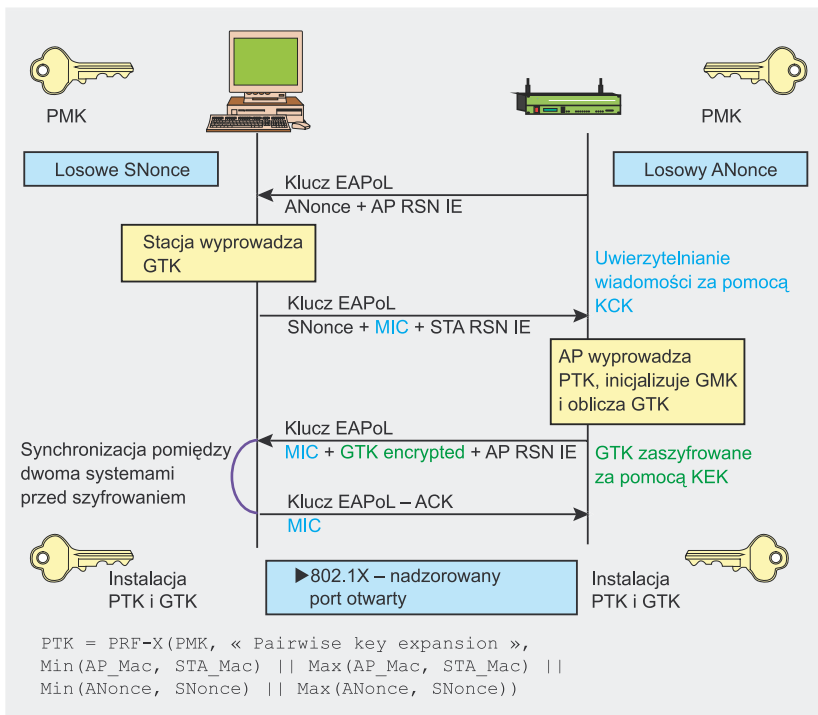 PMK
PMK
Losowe SNonce
Losowy ANonce
Klucz EAPoL
ANonce + AP RSN IE
Stacja wyprowadza
GTK
Uwierzytelnianie
wiadomości za pomocą
KCK
Klucz EAPoL
SNonce + MIC + STA RSN IE
AP wyprowadza
PTK, inicjalizuje GMK
i oblicza GTK
Klucz EAPoL
MIC + GTK encrypted + AP RSN IE
Synchronizacja pomiędzy
dwoma systemami
przed szyfrowaniem
GTK zaszyfrowane
za pomocą KEK
Klucz EAPoL – ACK
MIC
Instalacja
PTK i GTK
▶802.1X – nadzorowany
port otwarty
Instalacja
PTK i GTK
PTK = PRF-X(PMK, « Pairwise key expansion »,
Min(AP_Mac, STA_Mac) || Max(AP_Mac, STA_Mac) ||
Min(ANonce, SNonce) || Max(ANonce, SNonce))